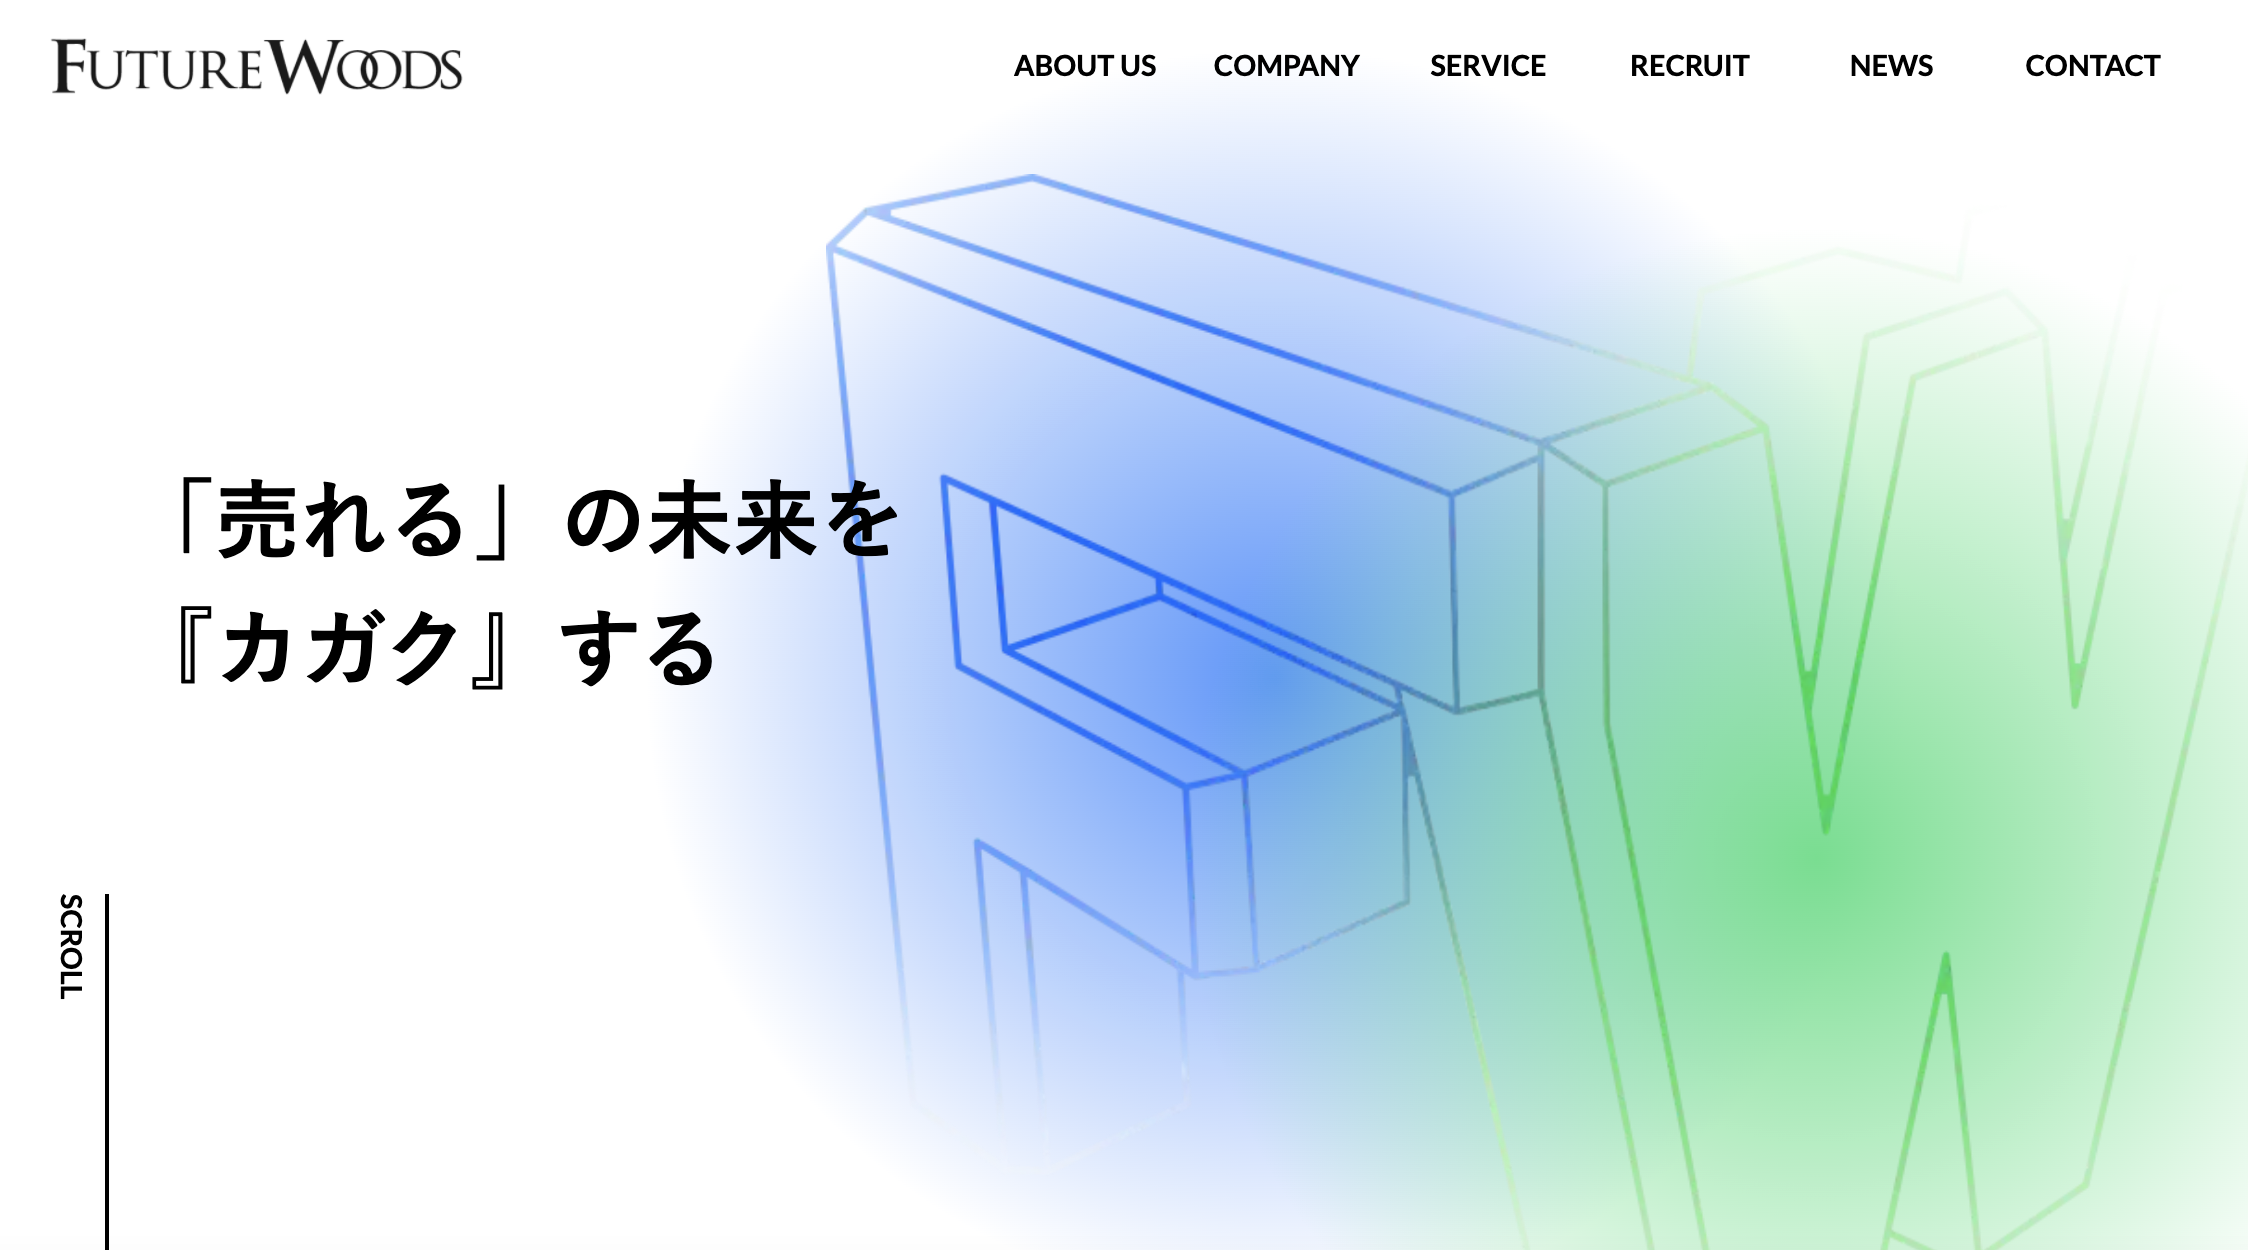 FUTUREWOODS
ABOUT US COMPANY SERVICE RECRUIT NEWS CONTACT
「売れる」の未来を
『カガク』する
SCROLL